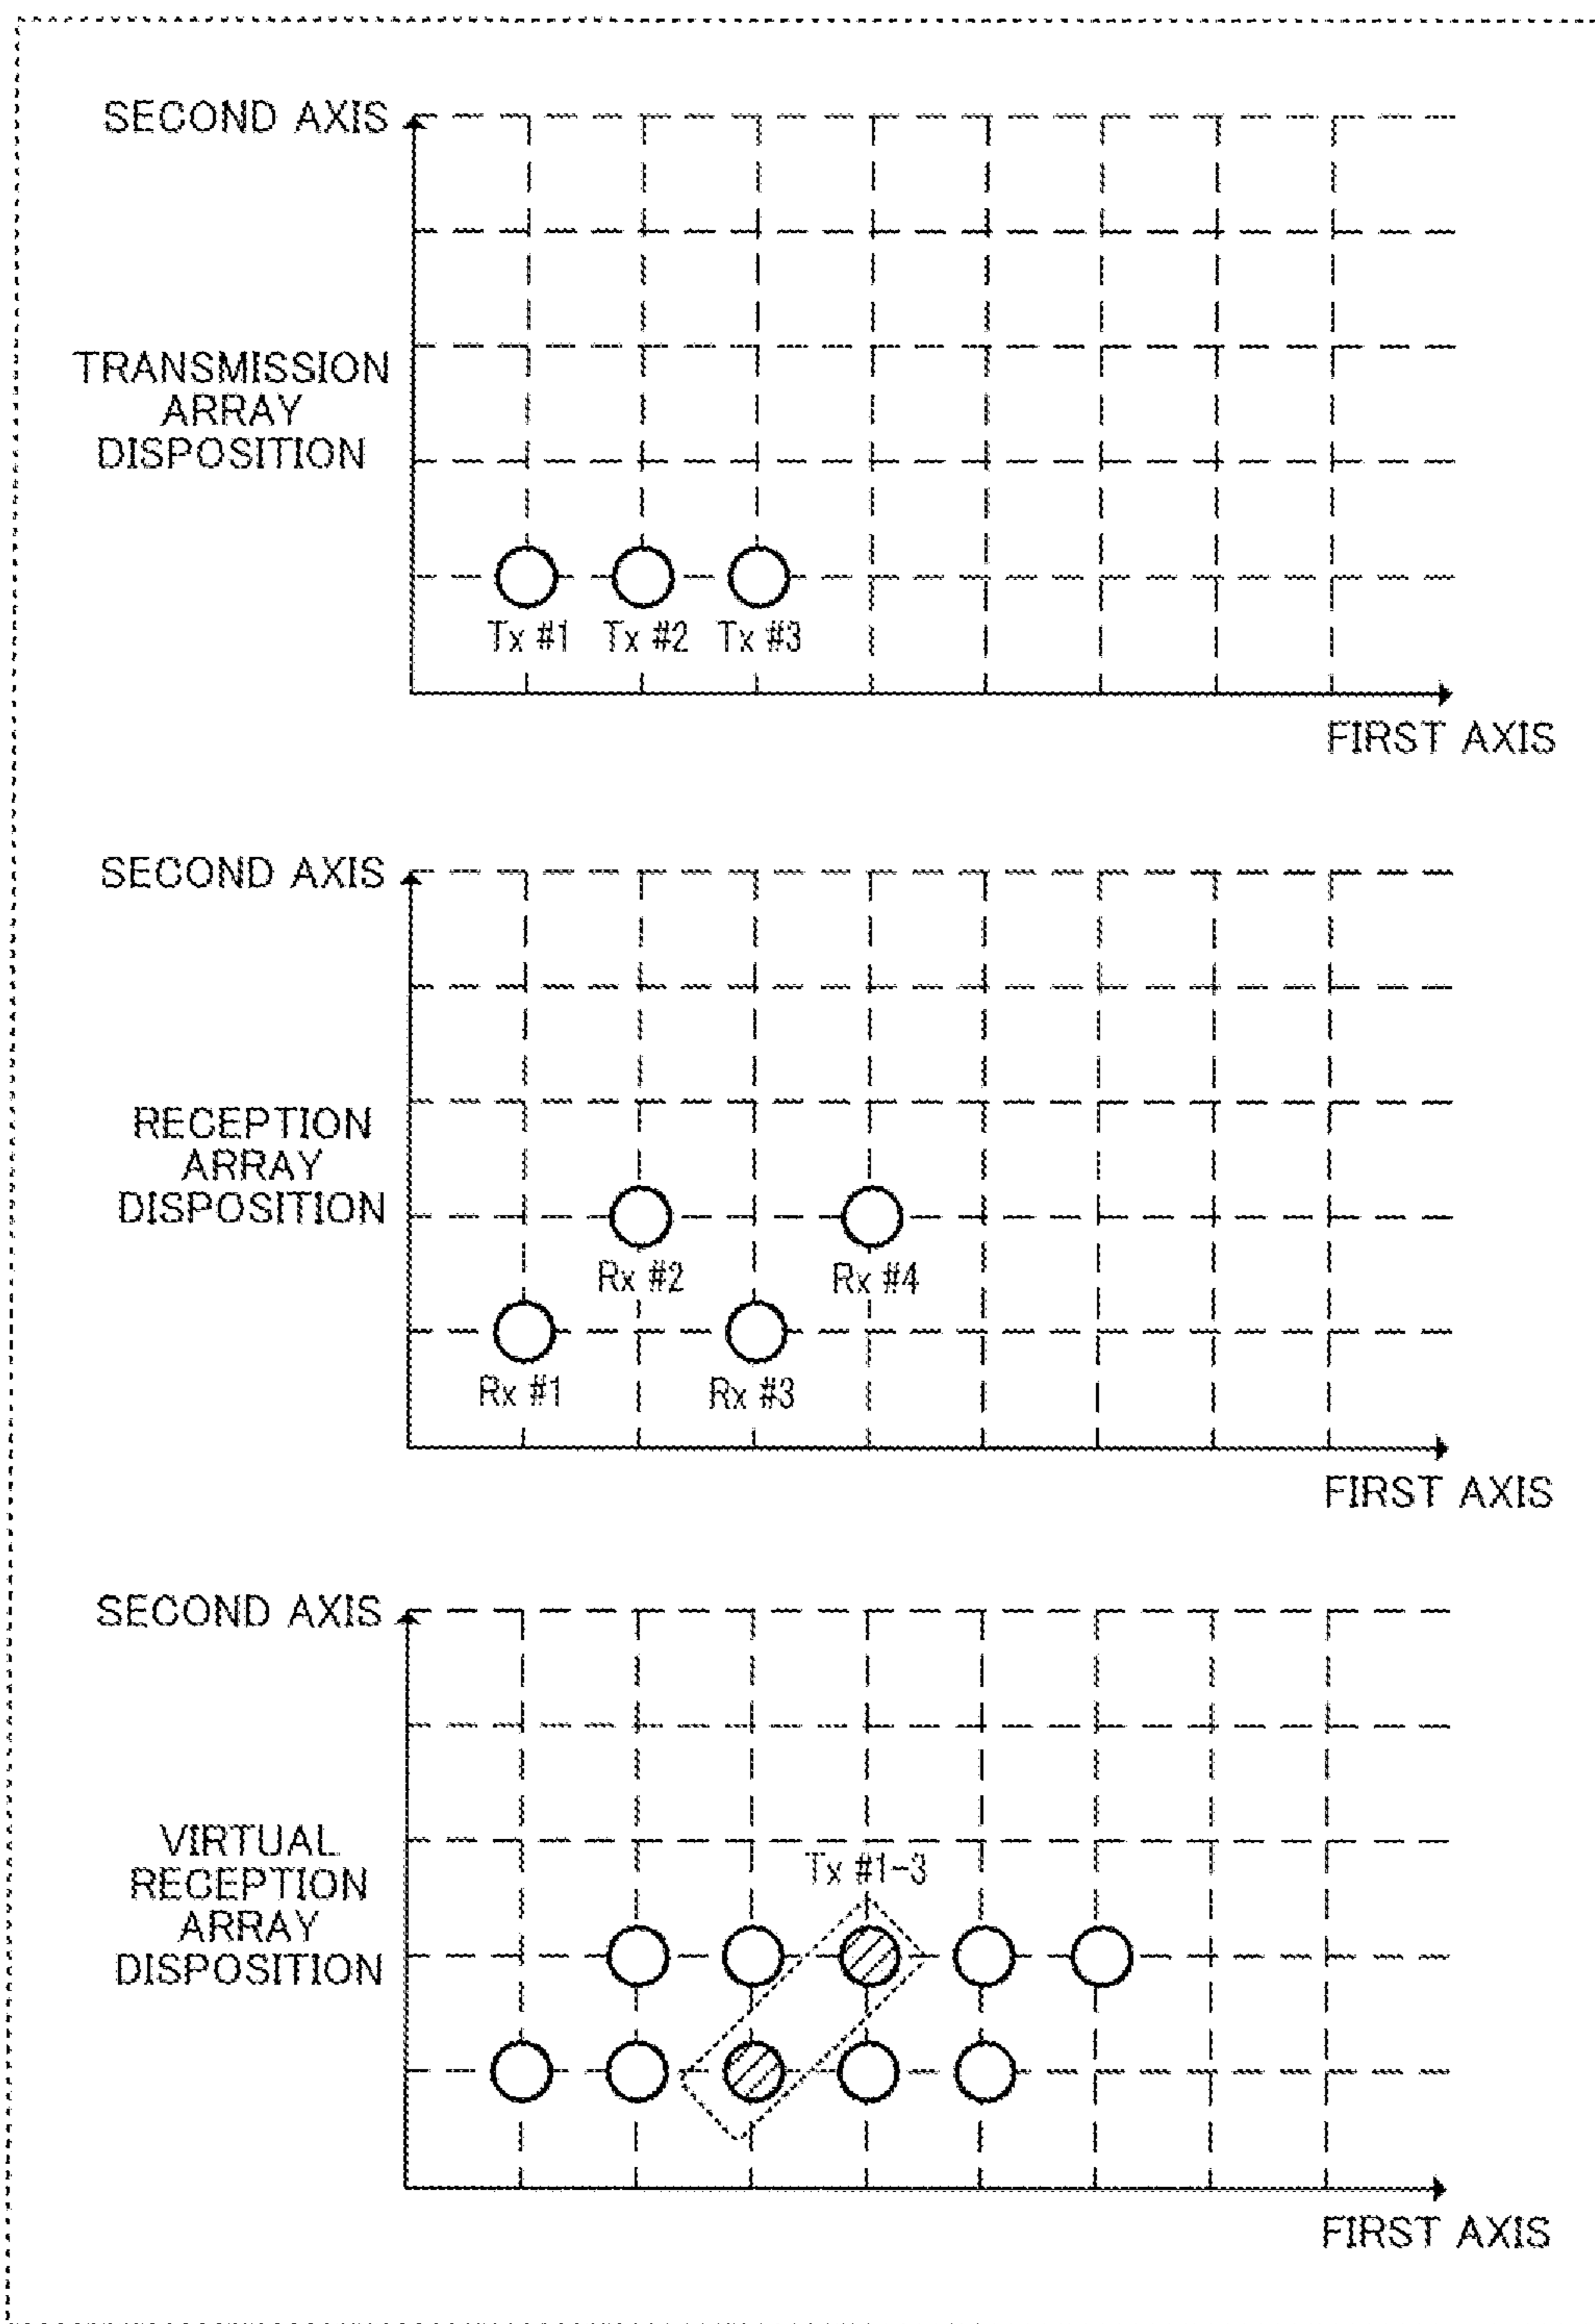 SECOND AXIS
TRANSMISSION
ARRAY
DISPOSITION
Tx #1 Tx #2 Tx #3
FIRST AXIS
SECOND AXIS
RECEPTION
ARRAY
DISPOSITION
Rx #2 Rx #4
Rx #1 Rx #3
FIRST AXIS
SECOND AXIS
VIRTUAL
RECEPTION
ARRAY
DISPOSITION
Tx #1-3
FIRST AXIS